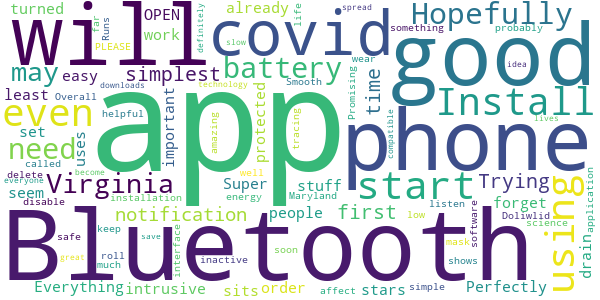 turned
far
PLEASE
Runs
OPEN
work
definitely
slow
already
life
spread
idea
something
wear
probably
will
covid
good
Hopefully
may
easy
simplest
battery
time
Promising
Install
least
Overall
downloads
technology
even
set
called
helpful
uses
important
amazing
protected
tracing
app
phone
compatible
lives
need
seem
delete
become
everyone
Virginia
installation
Super
energy
well
stuff
Maryland
start
Trying
forget
disable
safe
great
keep
much
save
roll
notification
people
first
listen
low
mask
software
Doliwlid
science
using
drain
application
Bluetooth
interface
inactive
soon
shows
Everything
intrusive
sits
order
affect
stars
simple
Perfectly